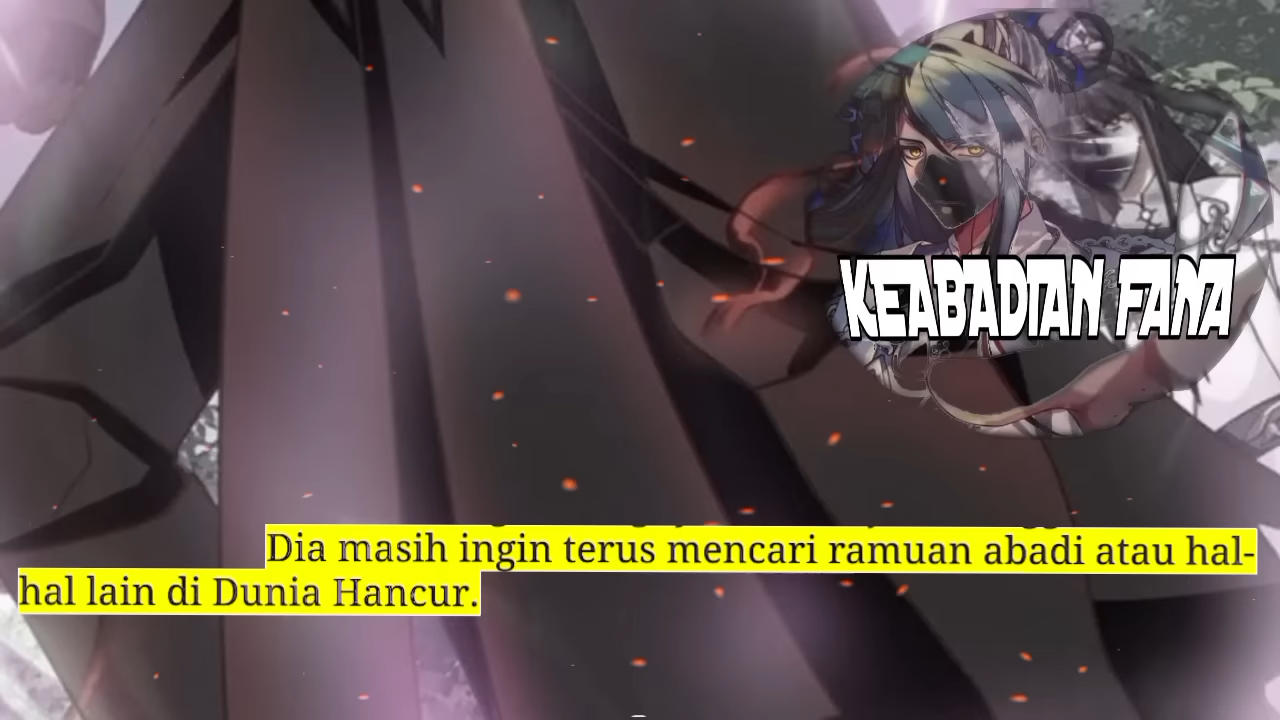 KEABADIAN FANA
Dia masih ingin terus mencari ramuan abadi atau hal-
hal lain di Dunia Hancur.